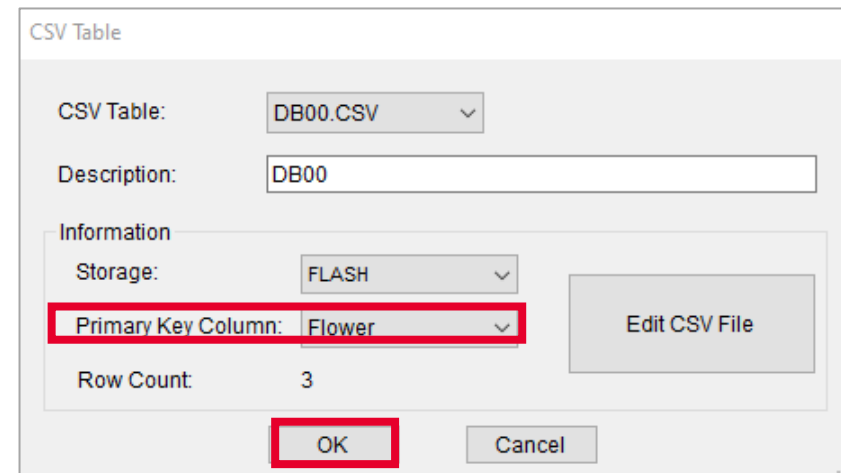 CSV Table
CSV Table: DB00.CSV
Description: DB00
Information
Storage: FLASH
Primary Key Column: Flower
Edit CSV File
Row Count: 3
OK Cancel